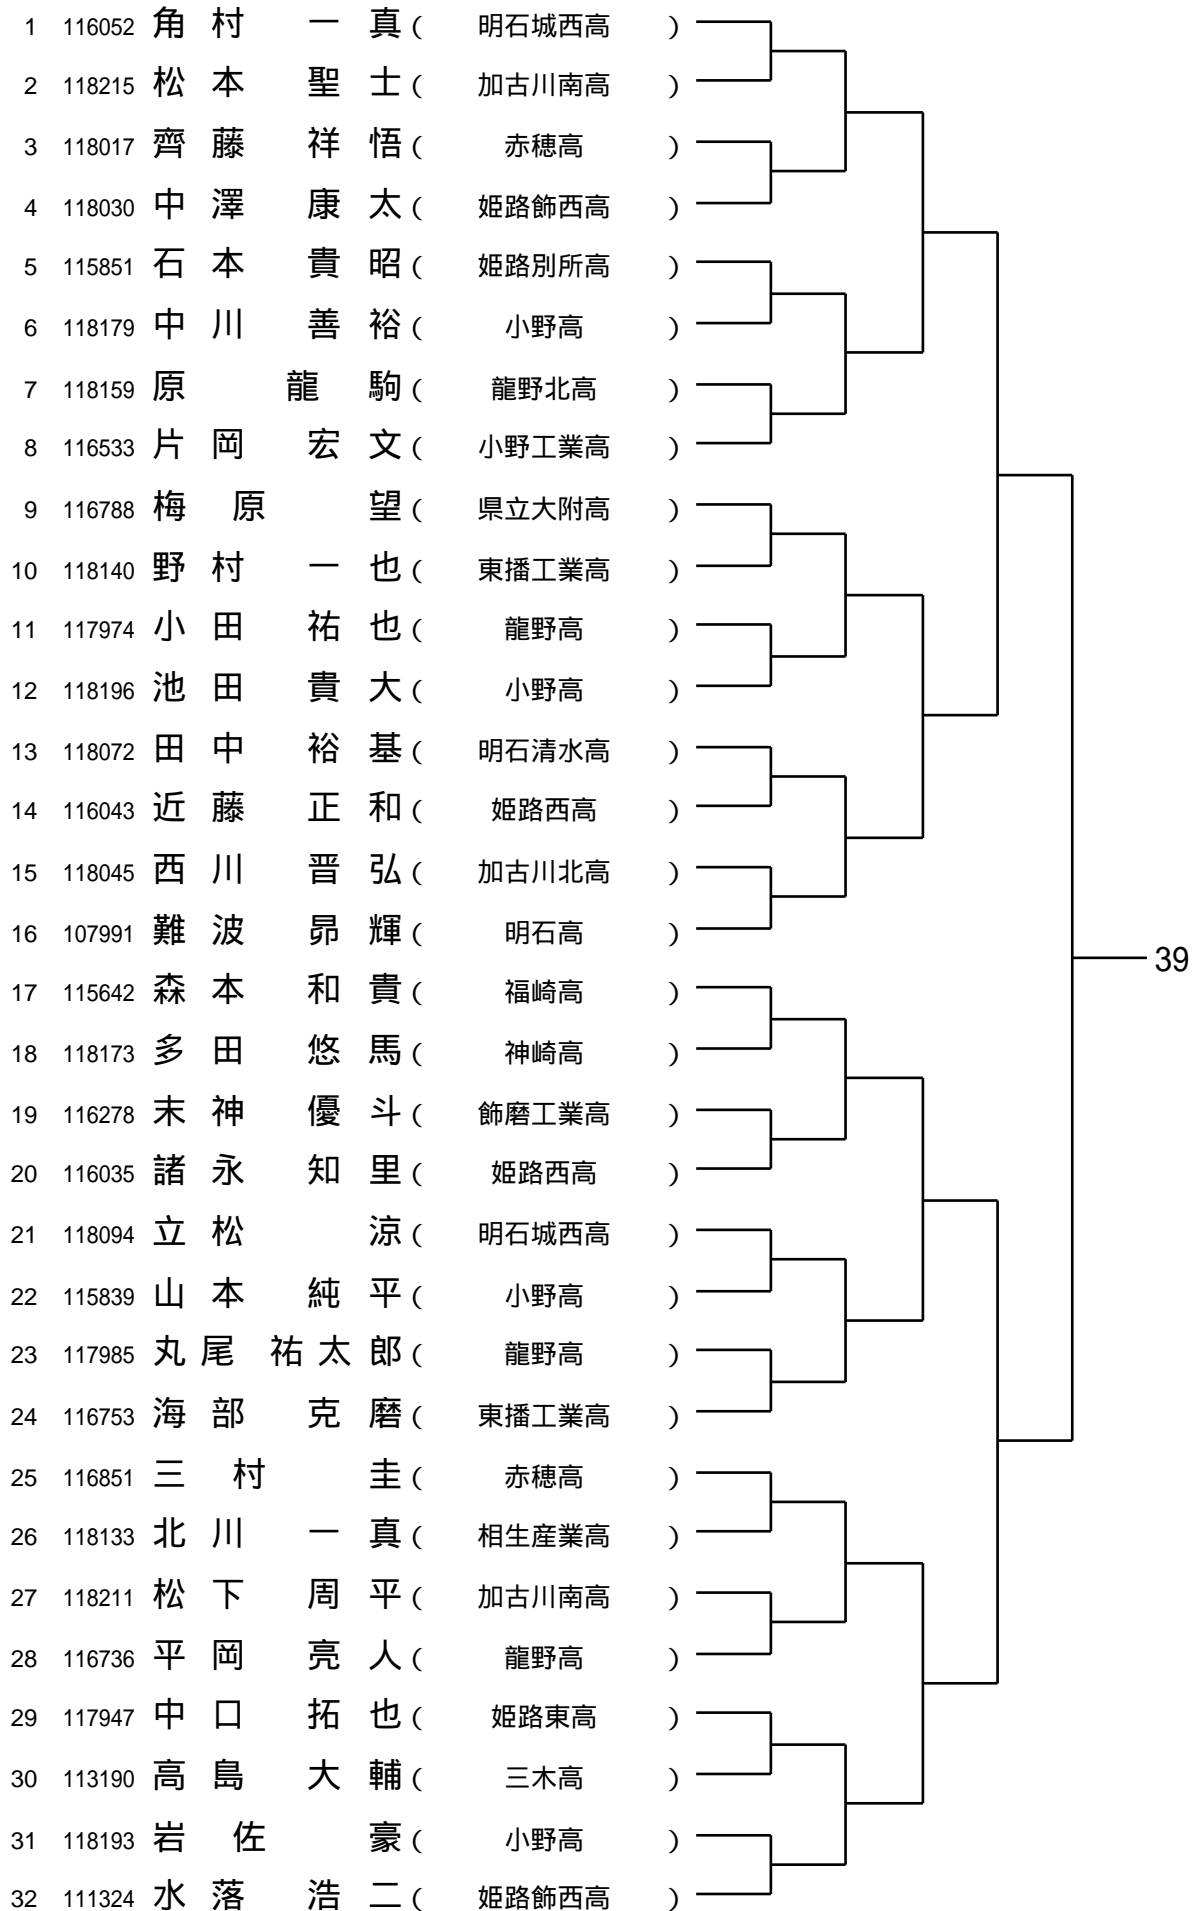 1 116052 角村 一真 ( 明石城西高 )
2 118215 松本 聖士 ( 加古川南高 )
3 118017 齊藤 祥悟 ( 赤穂高 )
4 118030 中澤 康太 ( 姫路飾西高 )
5 115851 石本 貴昭 ( 姫路別所高 )
6 118179 中川 善裕 ( 小野高 )
7 118159 原 龍駒 ( 龍野北高 )
8 116533 片岡 宏文 ( 小野工業高 )
9 116788 梅原 望 ( 県立大附高 )
10 118140 野村 一也 ( 東播工業高 )
11 117974 小田 祐也 ( 龍野高 )
12 118196 池田 貴大 ( 小野高 )
13 118072 田中 裕基 ( 明石清水高 )
14 116043 近藤 正和 ( 姫路西高 )
15 118045 西川 晋弘 ( 加古川北高 )
16 107991 難波 昴輝 ( 明石高 )
39
17 115642 森本 和貴 ( 福崎高 )
18 118173 多田 悠馬 ( 神崎高 )
19 116278 末神 優斗 ( 飾磨工業高 )
20 116035 諸永 知里 ( 姫路西高 )
21 118094 立松 涼 ( 明石城西高 )
22 115839 山本 純平 ( 小野高 )
23 117985 丸尾 祐太郎 ( 龍野高 )
24 116753 海部 克磨 ( 東播工業高 )
25 116851 三村 圭 ( 赤穂高 )
26 118133 北川 一真 ( 相生産業高 )
27 118211 松下 周平 ( 加古川南高 )
28 116736 平岡 亮人 ( 龍野高 )
29 117947 中口 拓也 ( 姫路東高 )
30 113190 高島 大輔 ( 三木高 )
31 118193 岩佐 豪 ( 小野高 )
32 111324 水落 浩二 ( 姫路飾西高 )